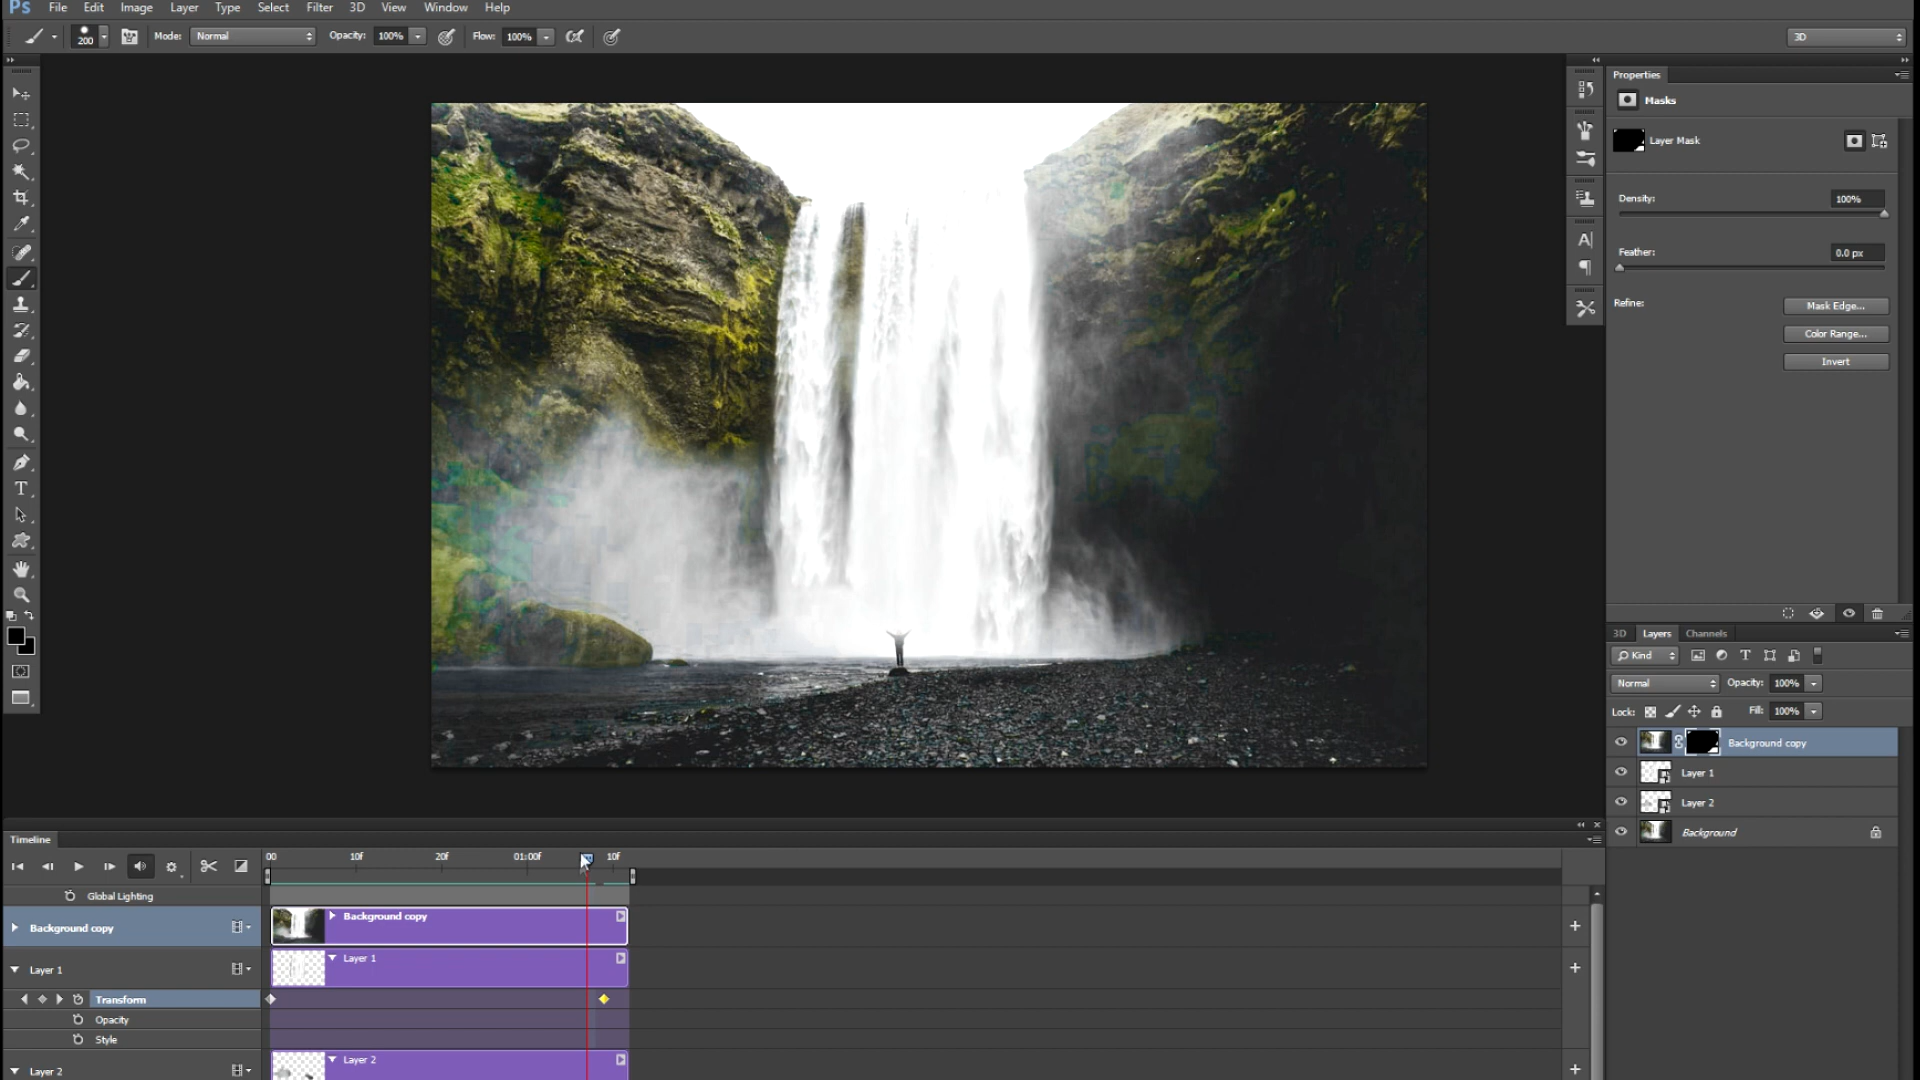 Ps File Edit Image Layer Type Select Filter 3D View Window Help
200 Mode: Normal Opacity: 100% Flow: 100% 3D
Properties
Masks
Layer Mask
Density: 100%
Feather: 0.0 px
Refine: Mask Edge...
Color Range...
Invert
3D Layers Channels
Kind
Normal Opacity: 100%
Lock: Fill: 100%
Background copy
Layer 1
Layer 2
Background
Timeline
00 10f 20f 01:00f 10f
Global Lighting
Background copy Background copy
Layer 1 Layer 1
Transform
Opacity
Style
Layer 2 Layer 2